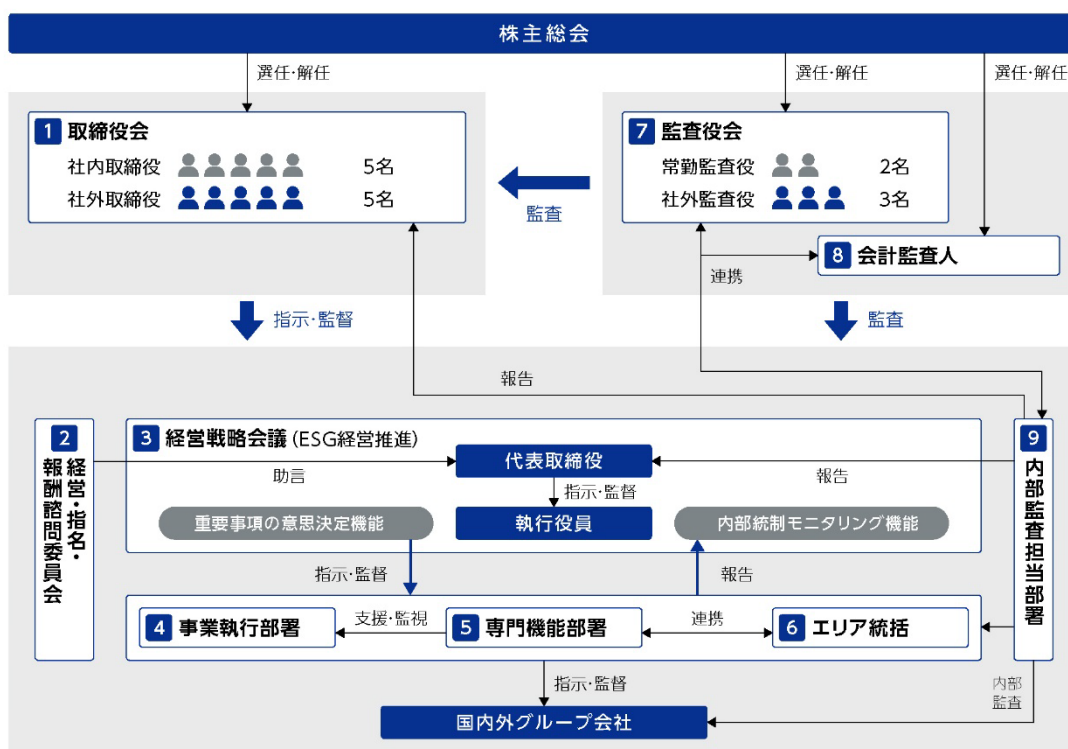 株主総会
選任・解任
選任・解任
選任・解任
1 取締役会
社内取締役 5名
社外取締役 5名
監査
7 監査役会
常勤監査役 2名
社外監査役 3名
8 会計監査人
連携
指示・監督
監査
報告
2 経営・指名・
報酬諮問委員会
3 経営戦略会議 (ESG経営推進)
代表取締役
助言
報告
指示・監督
重要事項の意思決定機能
執行役員
内部統制モニタリング機能
9 内部監査担当部署
指示・監督
報告
4 事業執行部署
支援・監視
5 専門機能部署
連携
6 エリア統括
指示・監督
内部
監査
国内外グループ会社